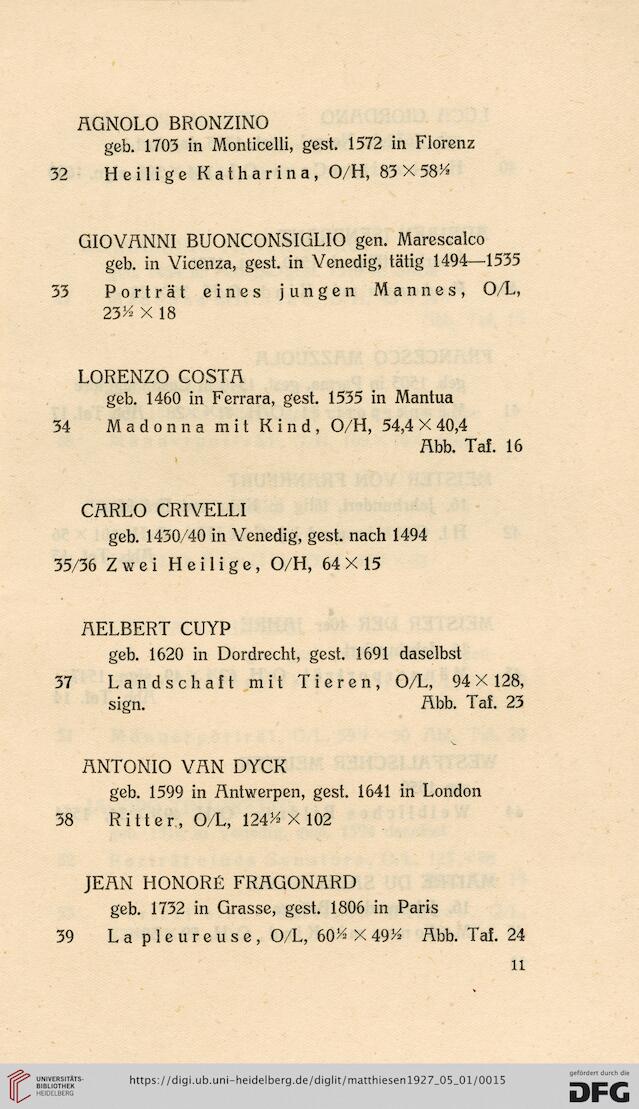 AGNOLO BRONZINO
geb. 1703 in Monticelli, gest. 1572 in Florenz
32 Heilige Katharina, O/H, 83 × 58½
GIOVANNI BUONCONSIGLIO gen. Marescalco
geb. in Vicenza, gest. in Venedig, tätig 1494—1535
33 Porträt eines jungen Mannes, O/L,
23½ × 18
LORENZO COSTA
geb. 1460 in Ferrara, gest. 1535 in Mantua
34 Madonna mit Kind, O/H, 54,4 × 40,4
Abb. Taf. 16
CARLO CRIVELLI
geb. 1430/40 in Venedig, gest. nach 1494
35/36 Zwei Heilige, O/H, 64 × 15
AELBERT CUYP
geb. 1620 in Dordrecht, gest. 1691 daselbst
37 Landschaft mit Tieren, O/L, 94 × 128,
sign. Abb. Taf. 23
ANTONIO VAN DYCK
geb. 1599 in Antwerpen, gest. 1641 in London
38 Ritter, O/L, 124½ × 102
JEAN HONORÉ FRAGONARD
geb. 1732 in Grasse, gest. 1806 in Paris
39 La pleureuse, O/L, 60½ × 49½ Abb. Taf. 24
11
UNIVERSITÄTS-
BIBLIOTHEK
HEIDELBERG
https://digi.ub.uni-heidelberg.de/diglit/matthiesen1927_05_01/0015
gefördert durch die
DFG